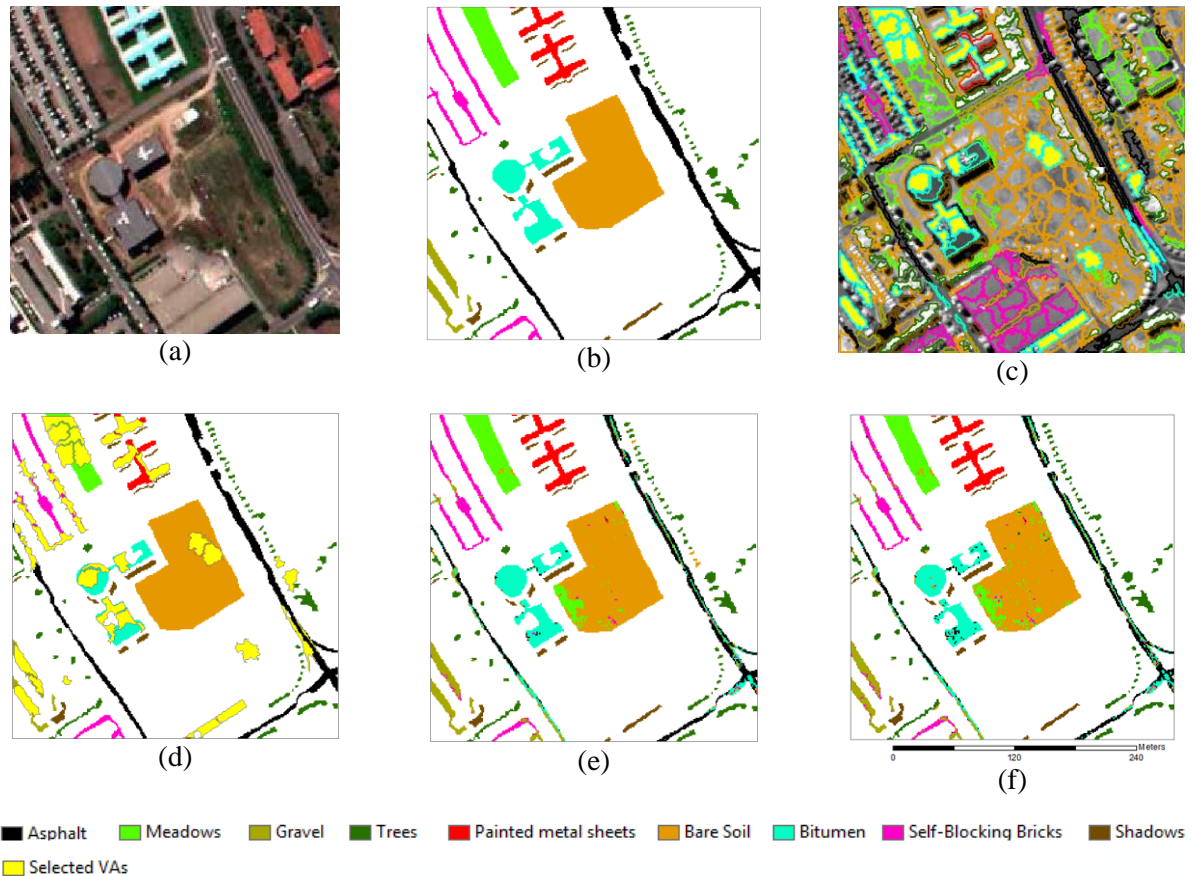 (a)
(b)
(c)
(d)
(e)
(f)
Meters
0 120 240
Asphalt Meadows Gravel Trees Painted metal sheets Bare Soil Bitumen Self-Blocking Bricks Shadows
Selected VAs